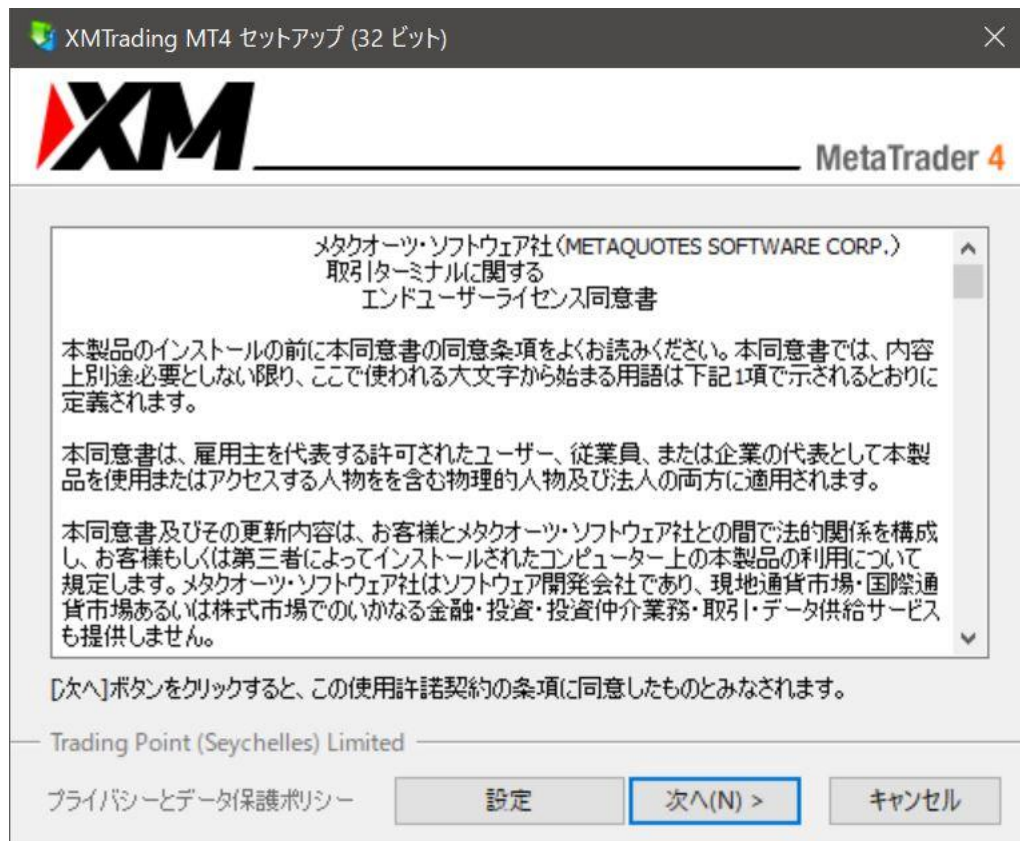 XMTrading MT4 セットアップ (32 ビット)
XM
MetaTrader 4
メタクオーツ・ソフトウェア社(METAQUOTES SOFTWARE CORP.)
取引ターミナルに関する
エンドユーザーライセンス同意書
本製品のインストールの前に本同意書の同意条項をよくお読みください。本同意書では、内容
上別途必要としない限り、ここで使われる大文字から始まる用語は下記1項で示されるとおりに
定義されます。
本同意書は、雇用主を代表する許可されたユーザー、従業員、または企業の代表として本製
品を使用またはアクセスする人物をを含む物理的人物及び法人の両方に適用されます。
本同意書及びその更新内容は、お客様とメタクオーツ・ソフトウェア社との間で法的関係を構成
し、お客様もしくは第三者によってインストールされたコンピューター上の本製品の利用について
規定します。メタクオーツ・ソフトウェア社はソフトウェア開発会社であり、現地通貨市場・国際通
貨市場あるいは株式市場でのいかなる金融・投資・投資仲介業務・取引・データ供給サービス
も提供しません。
[次へ]ボタンをクリックすると、この使用許諾契約の条項に同意したものとみなされます。
Trading Point (Seychelles) Limited
プライバシーとデータ保護ポリシー 設定 次へ(N) > キャンセル